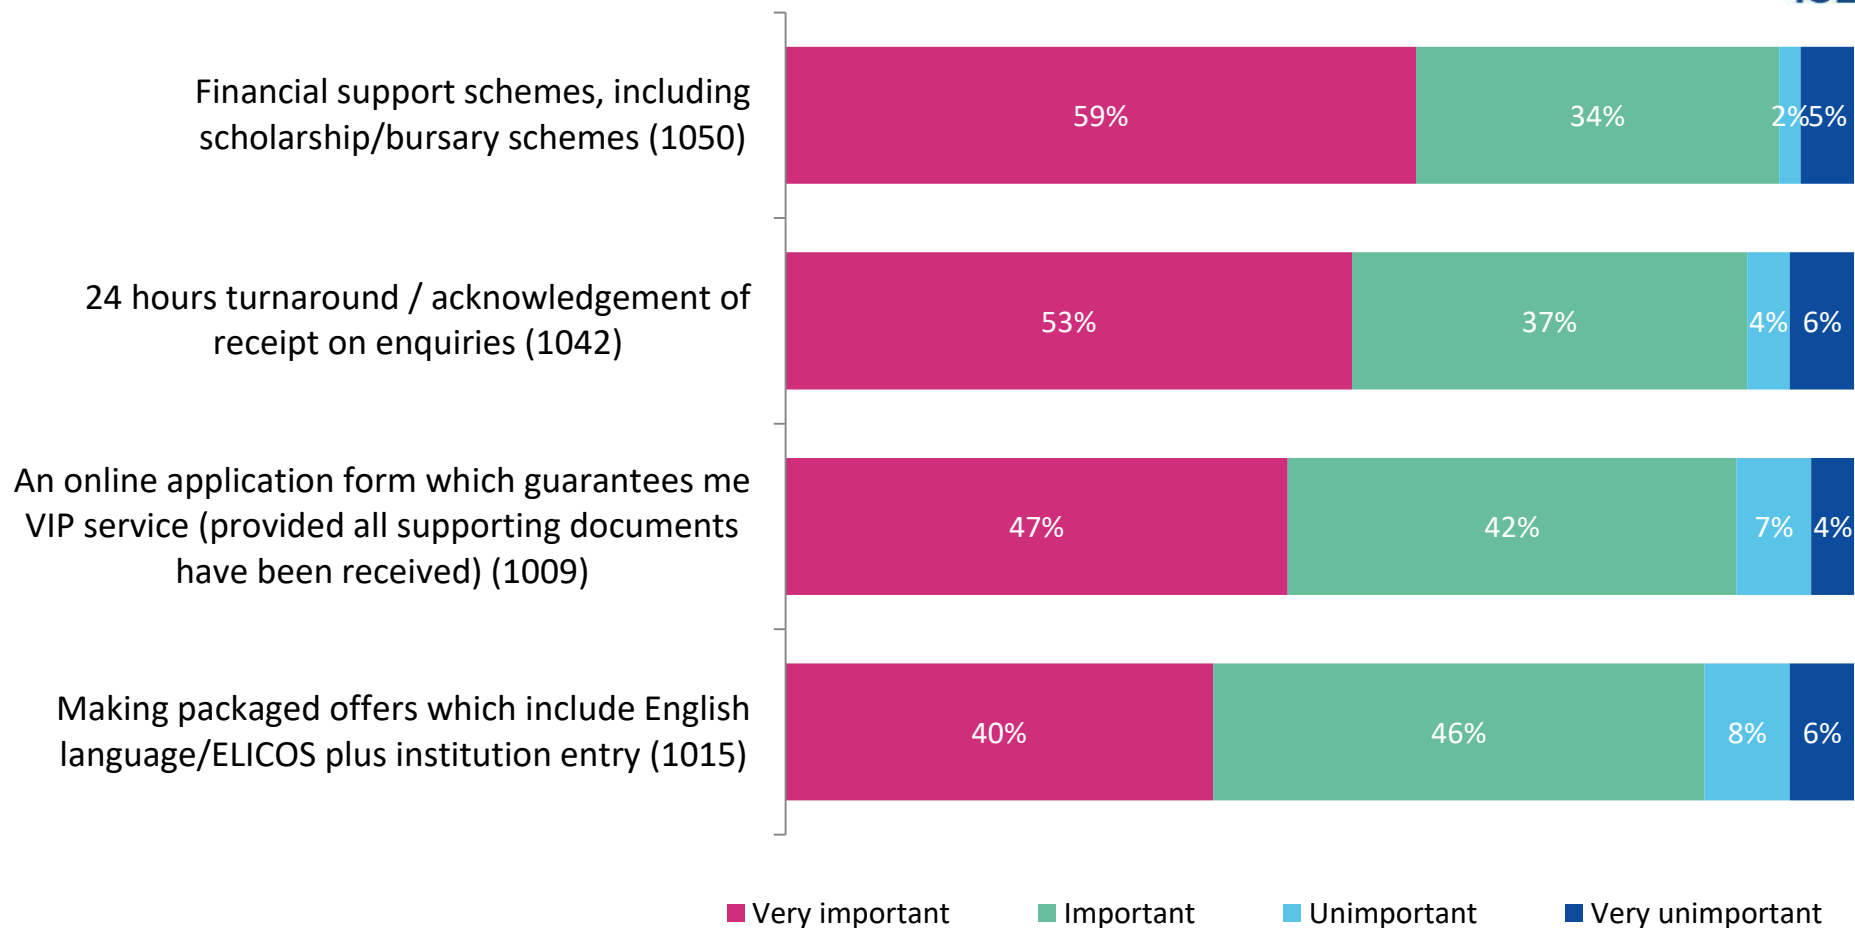 Financial support schemes, including
scholarship/bursary schemes (1050)
59%
34%
2%
5%
24 hours turnaround / acknowledgement of
receipt on enquiries (1042)
53%
37%
4%
6%
An online application form which guarantees me
VIP service (provided all supporting documents
have been received) (1009)
47%
42%
7%
4%
Making packaged offers which include English
language/ELICOS plus institution entry (1015)
40%
46%
8%
6%
Very important
Important
Unimportant
Very unimportant